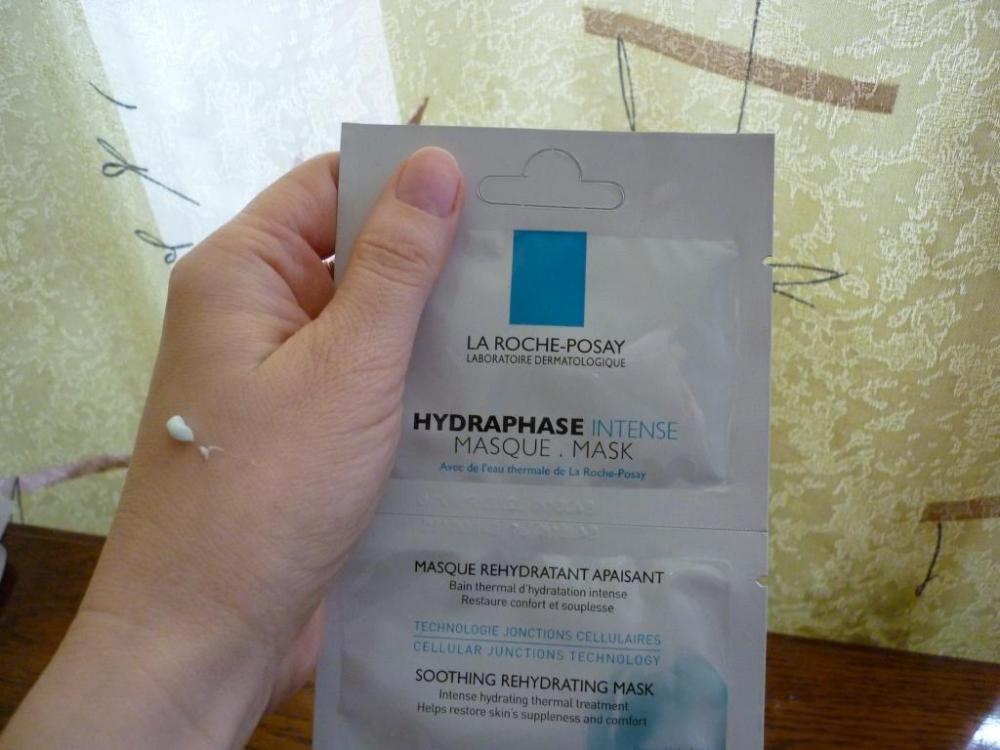 LA ROCHE-POSAY
LABORATOIRE DERMATOLOGIQUE
HYDRAPHASE INTENSE
MASQUE . MASK
Avec de l'eau thermale de La Roche-Posay
MASQUE REHYDRATANT APAISANT
Bain thermal d'hydratation intense
Restaure confort et souplesse
TECHNOLOGIE JONCTIONS CELLULAIRES
CELLULAR JUNCTIONS TECHNOLOGY
SOOTHING REHYDRATING MASK
Intense hydrating thermal treatment
Helps restore skin's suppleness and comfort